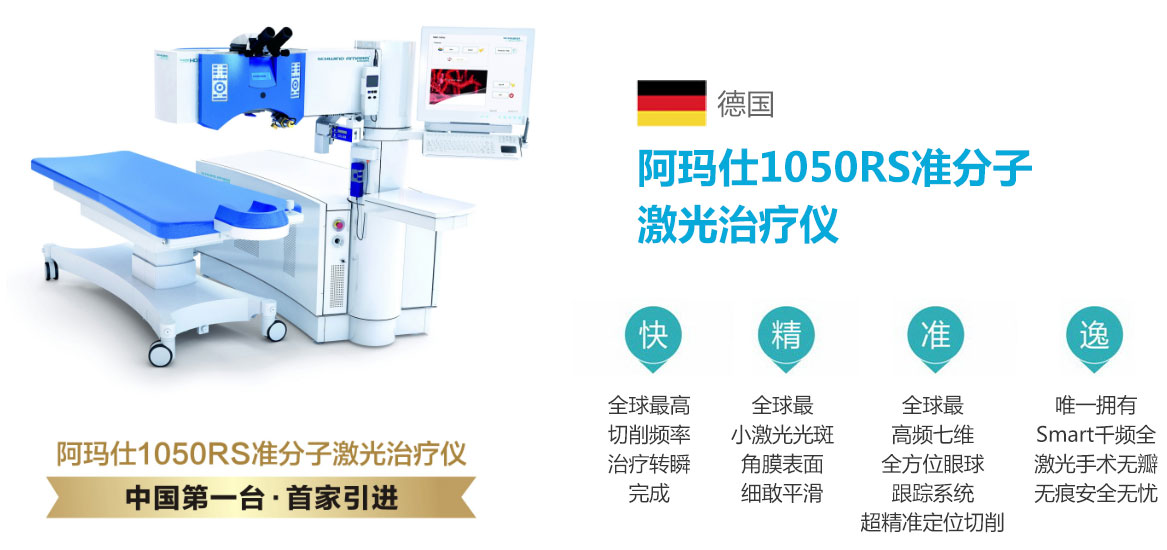 SCHWIND AMARIS
德国
阿玛仕1050RS准分子
激光治疗仪
快
精
准
逸
全球最高
切削频率
治疗转瞬
完成
全球最
小激光光斑
角膜表面
细敢平滑
全球最
高频七维
全方位眼球
跟踪系统
超精准定位切削
唯一拥有
Smart千频全
激光手术无瓣
无痕安全无忧
阿玛仕1050RS准分子激光治疗仪
中国第一台·首家引进